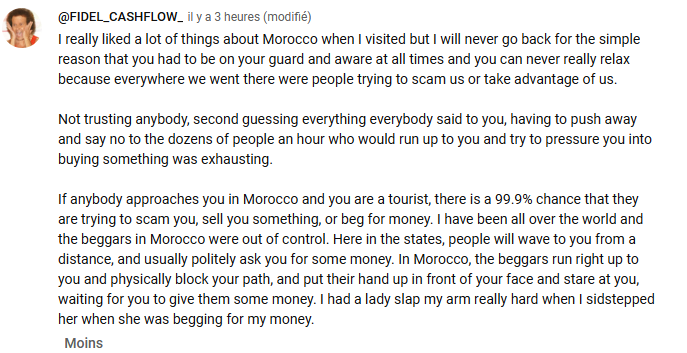 @FIDEL_CASHFLOW_ il y a 3 heures (modifié)
I really liked a lot of things about Morocco when I visited but I will never go back for the simple
reason that you had to be on your guard and aware at all times and you can never really relax
because everywhere we went there were people trying to scam us or take advantage of us.
Not trusting anybody, second guessing everything everybody said to you, having to push away
and say no to the dozens of people an hour who would run up to you and try to pressure you into
buying something was exhausting.
If anybody approaches you in Morocco and you are a tourist, there is a 99.9% chance that they
are trying to scam you, sell you something, or beg for money. I have been all over the world and
the beggars in Morocco were out of control. Here in the states, people will wave to you from a
distance, and usually politely ask you for some money. In Morocco, the beggars run right up to
you and physically block your path, and put their hand up in front of your face and stare at you,
waiting for you to give them some money. I had a lady slap my arm really hard when I sidstepped
her when she was begging for my money.
Moins